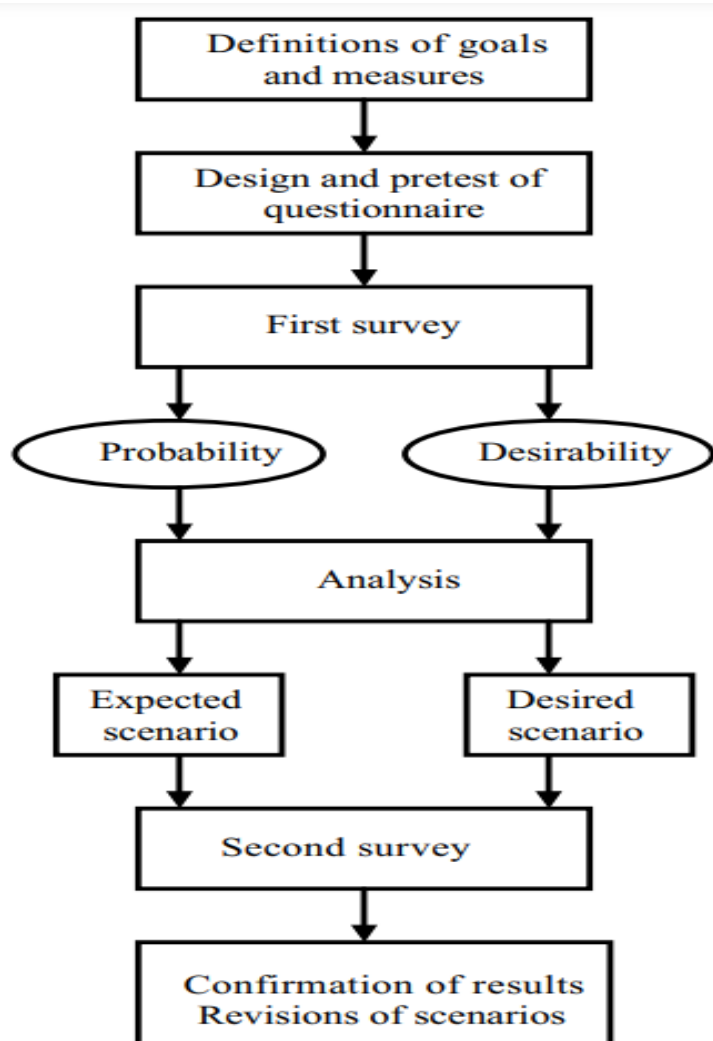 Definitions of goals
and measures
Design and pretest of
questionnaire
First survey
Probability
Desirability
Analysis
Expected
scenario
Desired
scenario
Second survey
Confirmation of results
Revisions of scenarios